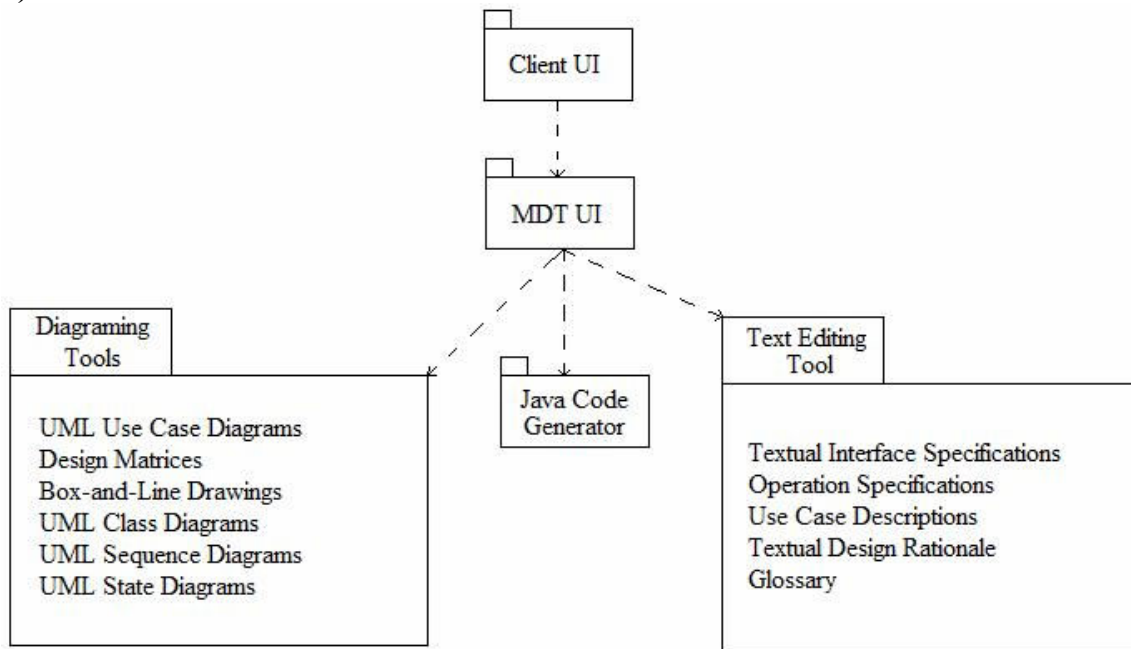 )
Client UI
MDT UI
Diagraming
Tools
UML Use Case Diagrams
Design Matrices
Box-and-Line Drawings
UML Class Diagrams
UML Sequence Diagrams
UML State Diagrams
Java Code
Generator
Text Editing
Tool
Textual Interface Specifications
Operation Specifications
Use Case Descriptions
Textual Design Rationale
Glossary